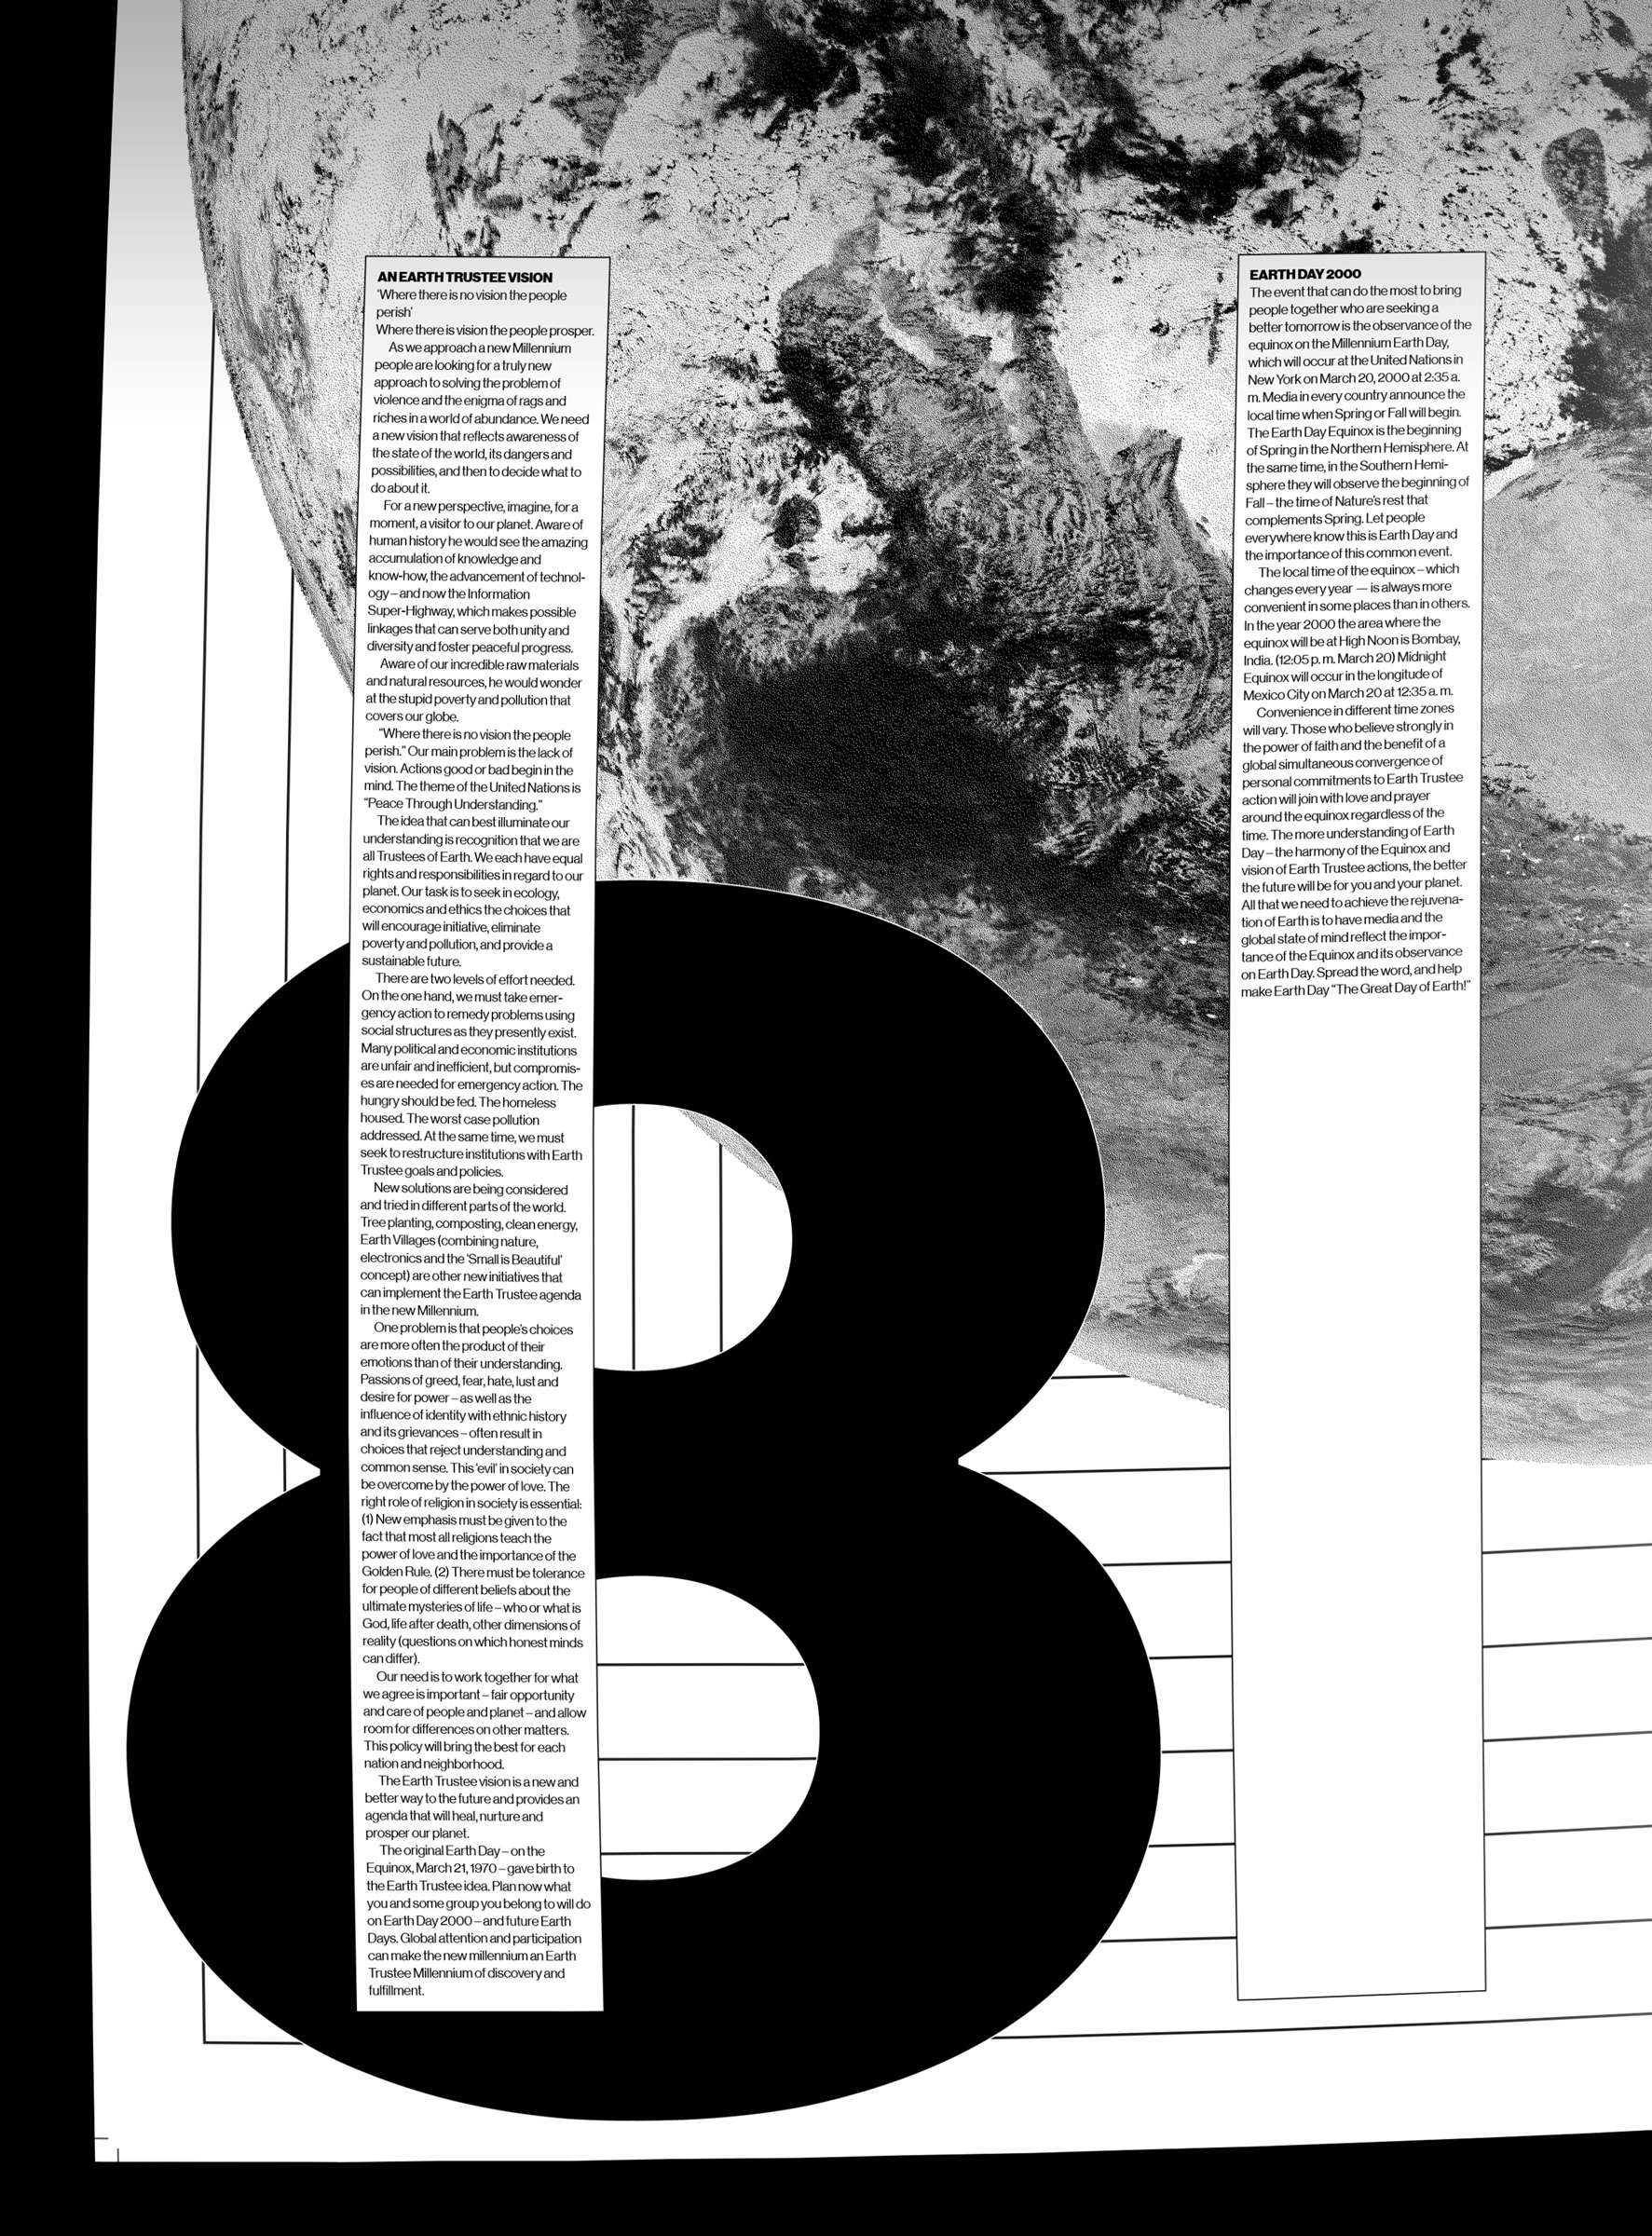 AN EARTH TRUSTEE VISION
'Where there is no vision the people
perish'
Where there is vision the people prosper.
As we approach a new Millennium
people are looking for a truly new
approach to solving the problem of
violence and the enigma of rags and
riches in a world of abundance. We need
a new vision that reflects awareness of
the state of the world, its dangers and
possibilities, and then to decide what to
do about it.
For a new perspective, imagine, for a
moment, a visitor to our planet. Aware of
human history he would see the amazing
accumulation of knowledge and
know-how, the advancement of technol-
ogy – and now the Information
Super-Highway, which makes possible
linkages that can serve both unity and
diversity and foster peaceful progress.
Aware of our incredible raw materials
and natural resources, he would wonder
at the stupid poverty and pollution that
covers our globe.
"Where there is no vision the people
perish." Our main problem is the lack of
vision. Actions good or bad begin in the
mind. The theme of the United Nations is
"Peace Through Understanding."
The idea that can best illuminate our
understanding is recognition that we are
all Trustees of Earth. We each have equal
rights and responsibilities in regard to our
planet. Our task is to seek in ecology,
economics and ethics the choices that
will encourage initiative, eliminate
poverty and pollution, and provide a
sustainable future.
There are two levels of effort needed.
On the one hand, we must take emer-
gency action to remedy problems using
social structures as they presently exist.
Many political and economic institutions
are unfair and inefficient, but compromis-
es are needed for emergency action. The
hungry should be fed. The homeless
housed. The worst case pollution
addressed. At the same time, we must
seek to restructure institutions with Earth
Trustee goals and policies.
New solutions are being considered
and tried in different parts of the world.
Tree planting, composting, clean energy,
Earth Villages (combining nature,
electronics and the 'Small is Beautiful'
concept) are other new initiatives that
can implement the Earth Trustee agenda
in the new Millennium.
One problem is that people's choices
are more often the product of their
emotions than of their understanding.
Passions of greed, fear, hate, lust and
desire for power – as well as the
influence of identity with ethnic history
and its grievances – often result in
choices that reject understanding and
common sense. This 'evil' in society can
be overcome by the power of love. The
right role of religion in society is essential:
(1) New emphasis must be given to the
fact that most all religions teach the
power of love and the importance of the
Golden Rule. (2) There must be tolerance
for people of different beliefs about the
ultimate mysteries of life – who or what is
God, life after death, other dimensions of
reality (questions on which honest minds
can differ).
Our need is to work together for what
we agree is important – fair opportunity
and care of people and planet – and allow
room for differences on other matters.
This policy will bring the best for each
nation and neighborhood.
The Earth Trustee vision is a new and
better way to the future and provides an
agenda that will heal, nurture and
prosper our planet.
The original Earth Day – on the
Equinox, March 21, 1970 – gave birth to
the Earth Trustee idea. Plan now what
you and some group you belong to will do
on Earth Day 2000 – and future Earth
Days. Global attention and participation
can make the new millennium an Earth
Trustee Millennium of discovery and
fulfillment.
8
EARTH DAY 2000
The event that can do the most to bring
people together who are seeking a
better tomorrow is the observance of the
equinox on the Millennium Earth Day,
which will occur at the United Nations in
New York on March 20, 2000 at 2:35 a.
m. Media in every country announce the
local time when Spring or Fall will begin.
The Earth Day Equinox is the beginning
of Spring in the Northern Hemisphere. At
the same time, in the Southern Hemi-
sphere they will observe the beginning of
Fall – the time of Nature's rest that
complements Spring. Let people
everywhere know this is Earth Day and
the importance of this common event.
The local time of the equinox – which
changes every year — is always more
convenient in some places than in others.
In the year 2000 the area where the
equinox will be at High Noon is Bombay,
India. (12:05 p. m. March 20) Midnight
Equinox will occur in the longitude of
Mexico City on March 20 at 12:35 a. m.
Convenience in different time zones
will vary. Those who believe strongly in
the power of faith and the benefit of a
global simultaneous convergence of
personal commitments to Earth Trustee
action will join with love and prayer
around the equinox regardless of the
time. The more understanding of Earth
Day – the harmony of the Equinox and
vision of Earth Trustee actions, the better
the future will be for you and your planet.
All that we need to achieve the rejuvena-
tion of Earth is to have media and the
global state of mind reflect the impor-
tance of the Equinox and its observance
on Earth Day. Spread the word, and help
make Earth Day "The Great Day of Earth!"